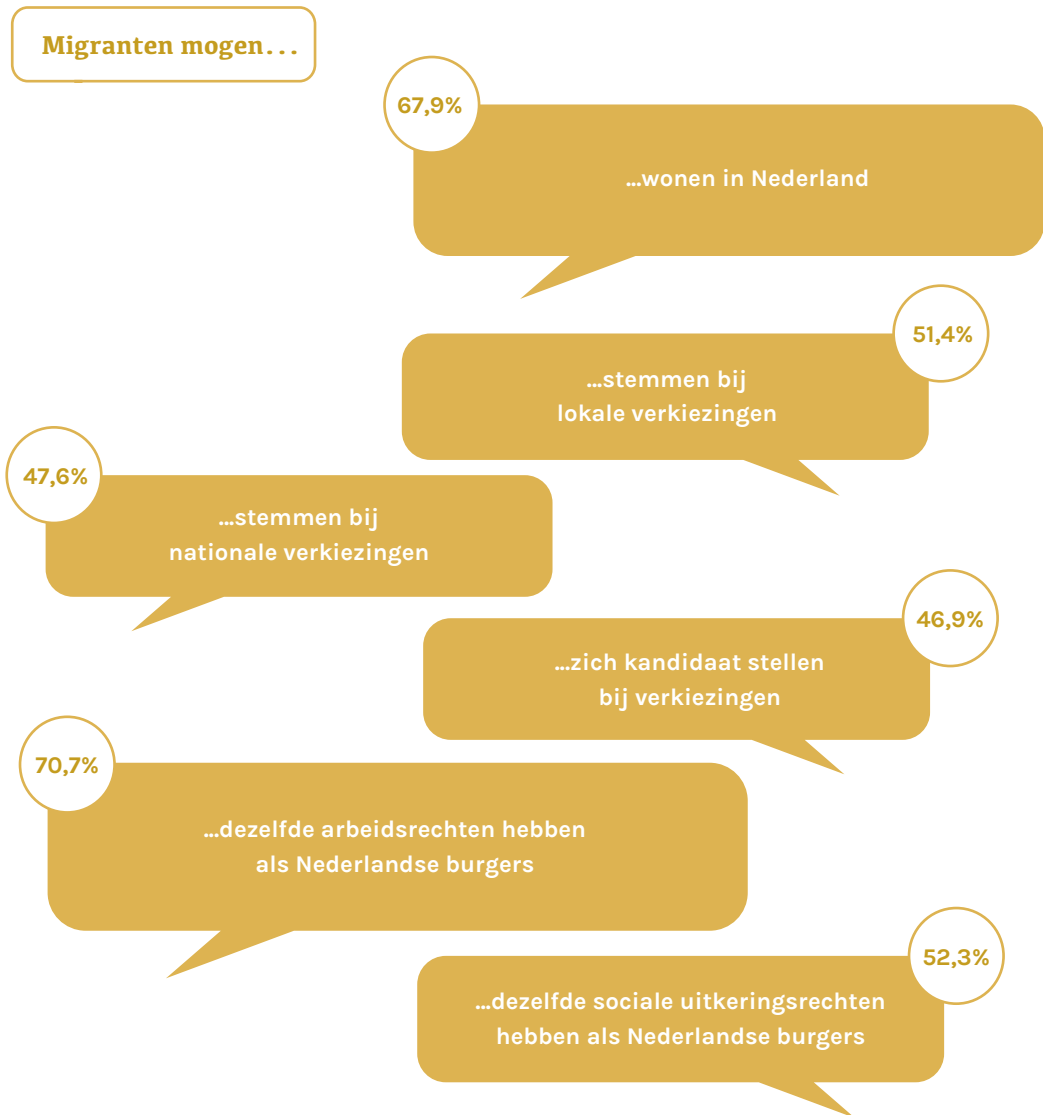 Migranten mogen...
67,9%
...wonen in Nederland
51,4%
...stemmen bij
lokale verkiezingen
47,6%
...stemmen bij
nationale verkiezingen
46,9%
...zich kandidaat stellen
bij verkiezingen
70,7%
...dezelfde arbeidsrechten hebben
als Nederlandse burgers
52,3%
...dezelfde sociale uitkeringsrechten
hebben als Nederlandse burgers